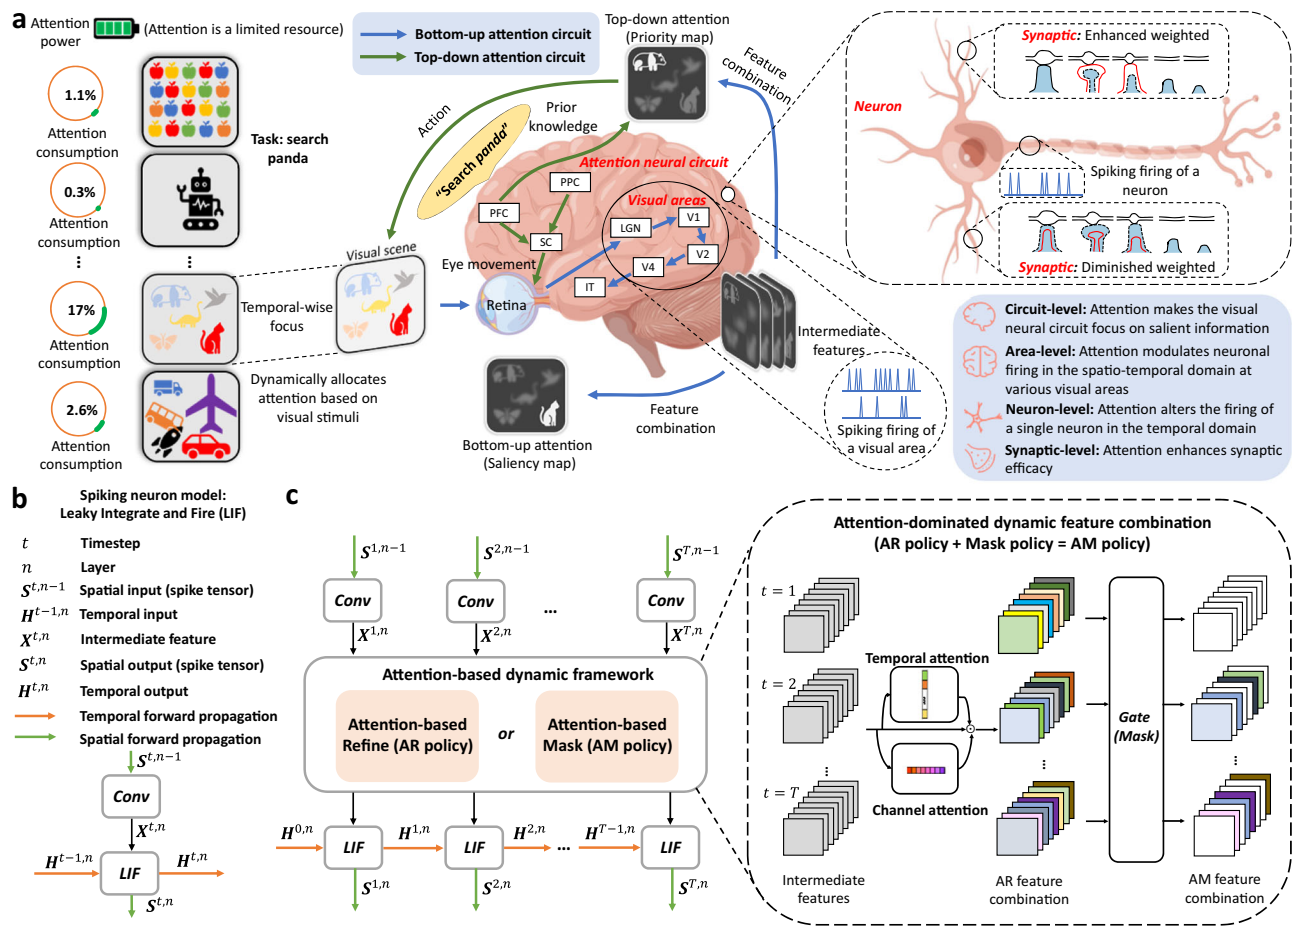 a
Attention power
(Attention is a limited resource)
1.1%
Attention consumption
0.3%
Attention consumption
17%
Attention consumption
2.6%
Attention consumption
Task: search panda
Temporal-wise focus
Dynamically allocates attention based on visual stimuli
Bottom-up attention circuit
Top-down attention circuit
Top-down attention
(Priority map)
Feature combination
Action
"Search panda"
Prior knowledge
Visual scene
Eye movement
Retina
Attention neural circuit
Visual areas
PPC
PFC
SC
LGN
V1
V2
V4
IT
Intermediate features
Feature combination
Bottom-up attention
(Saliency map)
Spiking firing of a visual area
Neuron
Synaptic: Enhanced weighted
Spiking firing of a neuron
Synaptic: Diminished weighted
Circuit-level: Attention makes the visual
neural circuit focus on salient information
Area-level: Attention modulates neuronal
firing in the spatio-temporal domain at
various visual areas
Neuron-level: Attention alters the firing of
a single neuron in the temporal domain
Synaptic-level: Attention enhances synaptic
efficacy
b
Spiking neuron model:
Leaky Integrate and Fire (LIF)
t Timestep
n Layer
S^{t,n−1} Spatial input (spike tensor)
H^{t−1,n} Temporal input
X^{t,n} Intermediate feature
S^{t,n} Spatial output (spike tensor)
H^{t,n} Temporal output
Temporal forward propagation
Spatial forward propagation
S^{t,n−1}
Conv
X^{t,n}
H^{t−1,n}
LIF
H^{t,n}
S^{t,n}
c
S^{1,n−1} S^{2,n−1} S^{T,n−1}
Conv Conv ... Conv
X^{1,n} X^{2,n} X^{T,n}
Attention-based dynamic framework
Attention-based Refine (AR policy)
or
Attention-based Mask (AM policy)
H^{0,n} LIF H^{1,n} LIF H^{2,n} ... H^{T−1,n} LIF
S^{1,n} S^{2,n} S^{T,n}
Attention-dominated dynamic feature combination
(AR policy + Mask policy = AM policy)
t = 1
t = 2
t = T
Temporal attention
Channel attention
Gate
(Mask)
Intermediate features
AR feature combination
AM feature combination